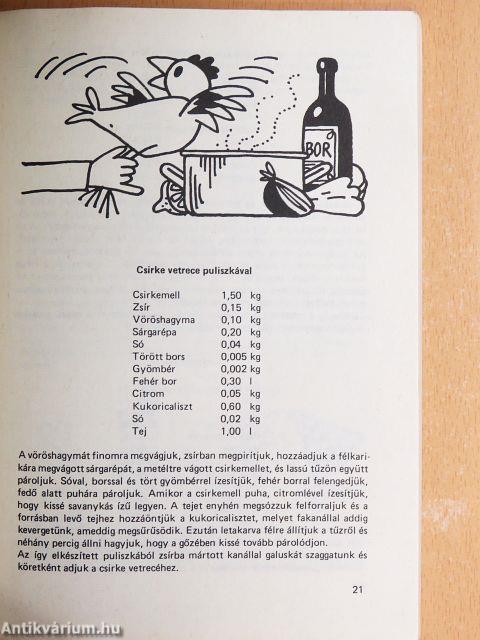 BOR
Csirke vetrece puliszkával
Csirkemell 1,50 kg
Zsír 0,15 kg
Vöröshagyma 0,10 kg
Sárgarépa 0,20 kg
Só 0,04 kg
Törött bors 0,005 kg
Gyömbér 0,002 kg
Fehér bor 0,30 l
Citrom 0,05 kg
Kukoricaliszt 0,60 kg
Só 0,02 kg
Tej 1,00 l
A vöröshagymát finomra megvágjuk, zsírban megpirítjuk, hozzáadjuk a félkari-
kára megvágott sárgarépát, a metéltre vágott csirkemellet, és lassú tűzön együtt
pároljuk. Sóval, borssal és tört gyömbérrel ízesítjük, fehér borral felengedjük,
fedő alatt puhára pároljuk. Amikor a csirkemell puha, citromlével ízesítjük,
hogy kissé savanykás ízű legyen. A tejet enyhén megsózzuk felforraljuk és a
forrásban levő tejhez hozzáöntjük a kukoricalisztet, melyet fakanállal addig
kevergetünk, ameddig megsűrűsödik. Ezután letakarva félre állítjuk a tűzről és
néhány percig állni hagyjuk, hogy a gőzében kissé tovább párolódjon.
Az így elkészített puliszkából zsírba mártott kanállal galuskát szaggatunk és
köretként adjuk a csirke vetrecéhez.
21
Antikvárium.hu